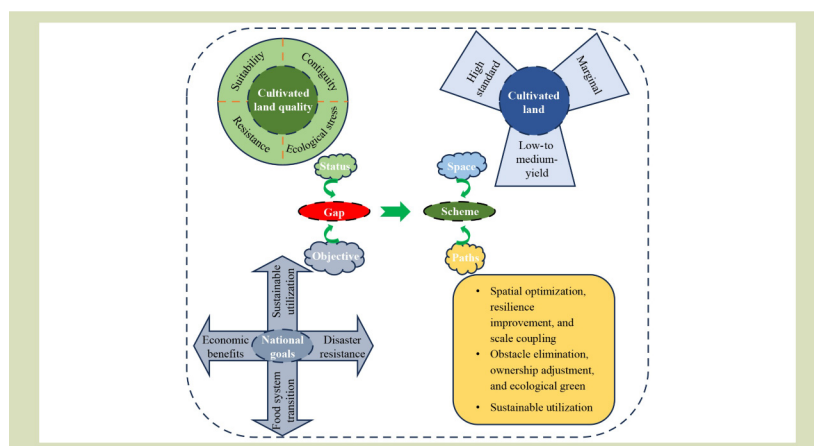 Suitability
Contiguity
Cultivated
land quality
Resistance
Ecological stress
High
standard
Marginal
Cultivated
land
Low-to
medium-
yield
Status
Space
Gap
Scheme
Objective
Paths
Sustainable
utilization
Economic
benefits
National
goals
Disaster
resistance
Food system
transition
• Spatial optimization,
resilience
improvement, and
scale coupling
• Obstacle elimination,
ownership adjustment,
and ecological green
• Sustainable utilization